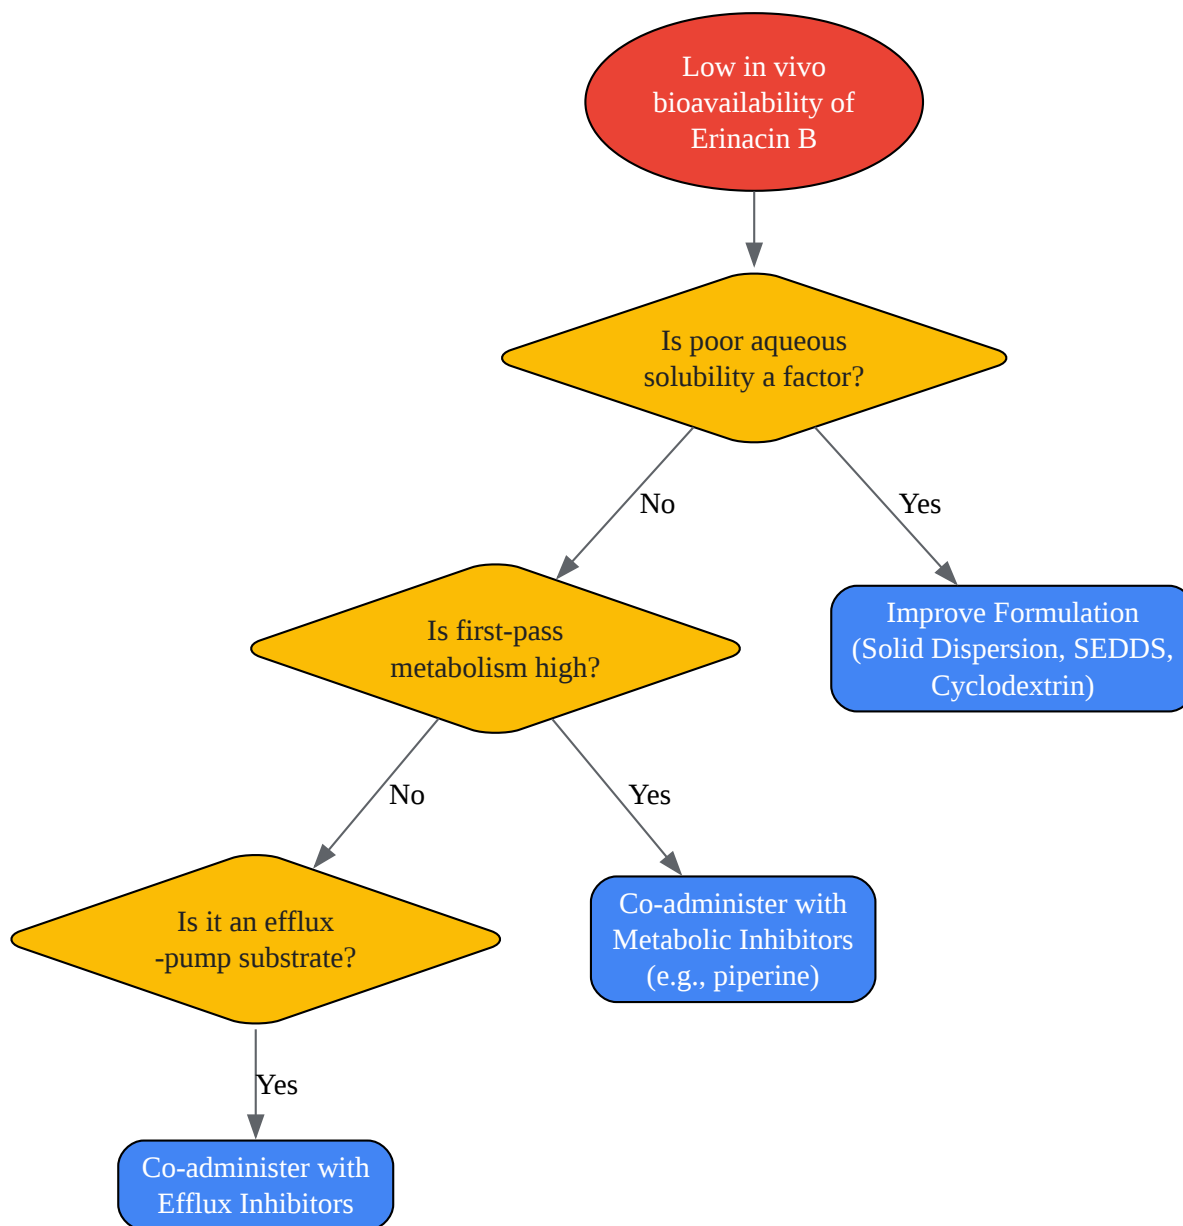 Low in vivo
bioavailability of
Erinacin B
Is poor aqueous
solubility a factor?
No
Yes
Is first-pass
metabolism high?
Improve Formulation
(Solid Dispersion, SEDDS,
Cyclodextrin)
No
Yes
Is it an efflux
-pump substrate?
Co-administer with
Metabolic Inhibitors
(e.g., piperine)
Yes
Co-administer with
Efflux Inhibitors